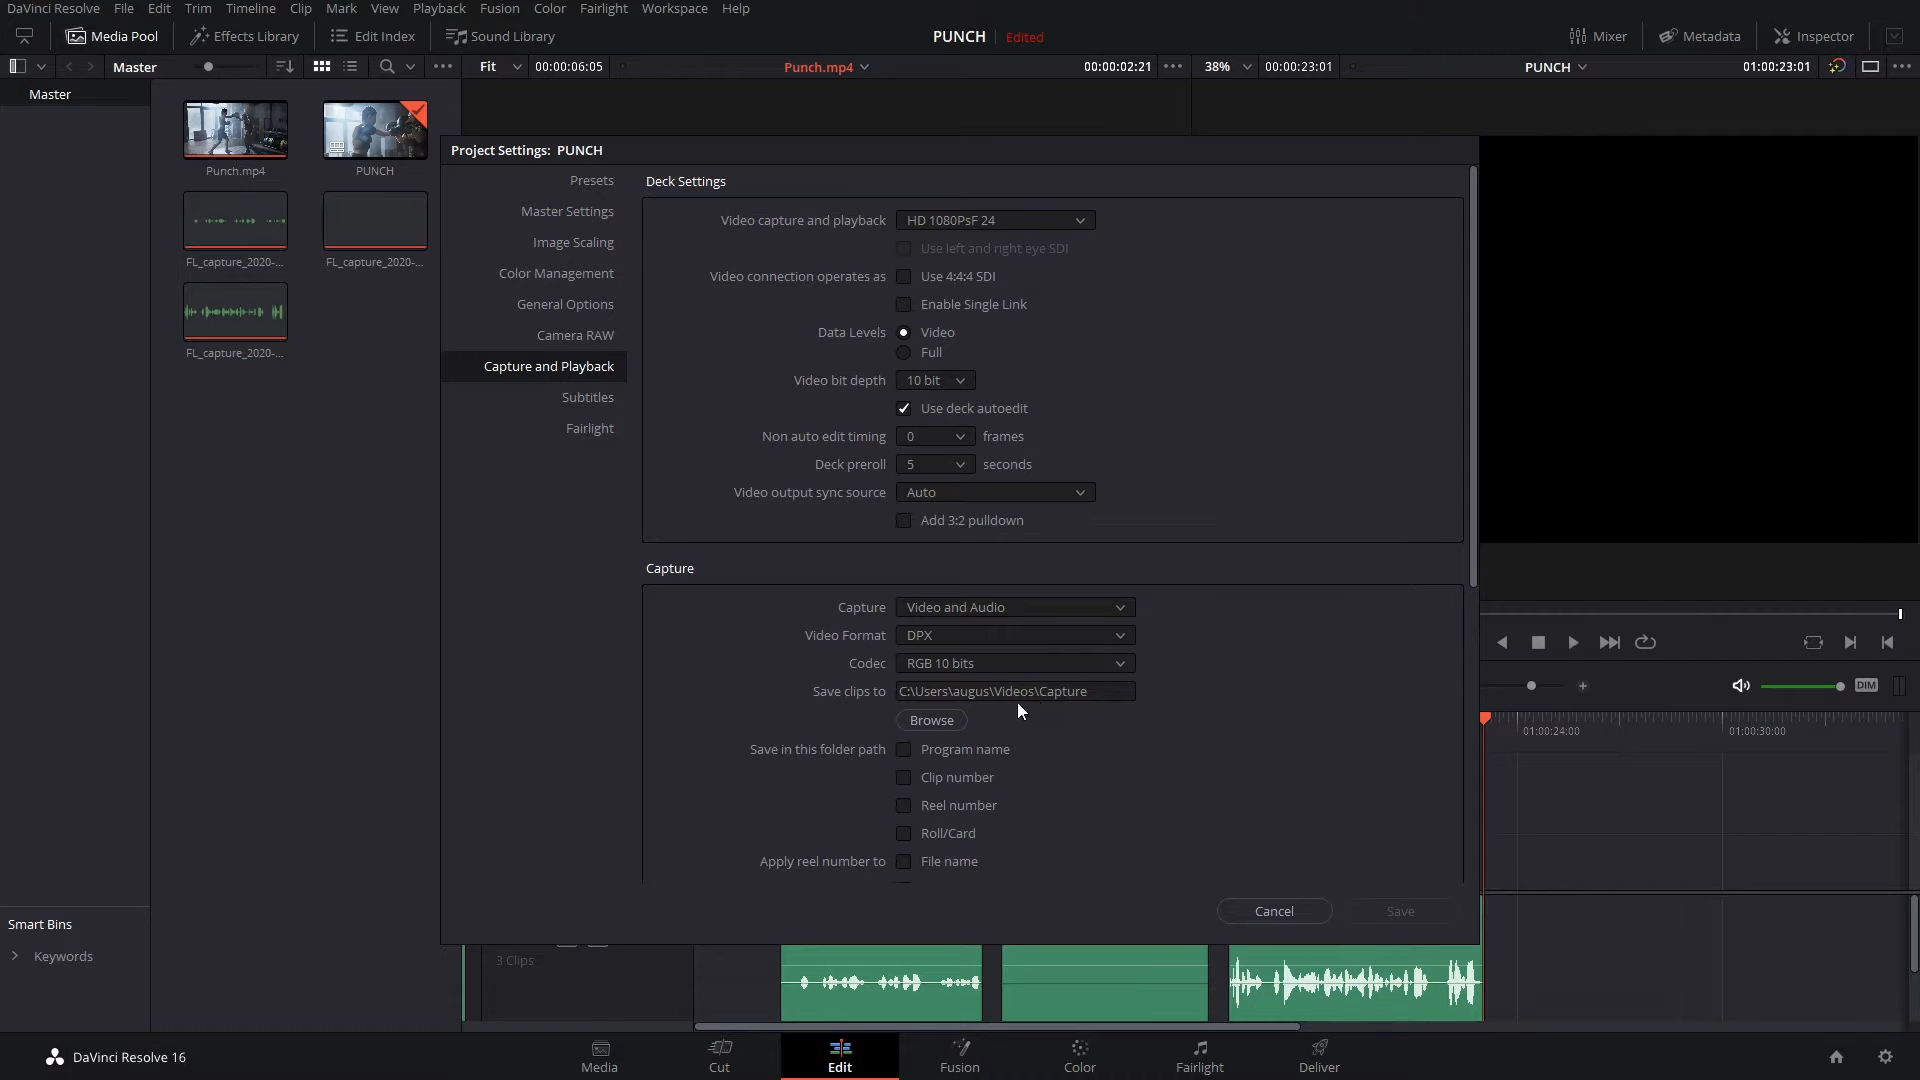 DaVinci Resolve File Edit Trim Timeline Clip Mark View Playback Fusion Color Fairlight Workspace Help
Media Pool Effects Library Edit Index Sound Library PUNCH Edited Mixer Metadata Inspector
Master Fit 00:00:06:05 Punch.mp4 00:00:02:21 38% 00:00:23:01 PUNCH 01:00:23:01
Master
Punch.mp4 PUNCH
FL_capture_2020-... FL_capture_2020-...
FL_capture_2020-...
Smart Bins
Keywords
Project Settings: PUNCH
Presets
Master Settings
Image Scaling
Color Management
General Options
Camera RAW
Capture and Playback
Subtitles
Fairlight
Deck Settings
Video capture and playback HD 1080PsF 24
Use left and right eye SDI
Video connection operates as Use 4:4:4 SDI
Enable Single Link
Data Levels Video
Full
Video bit depth 10 bit
Use deck autoedit
Non auto edit timing 0 frames
Deck preroll 5 seconds
Video output sync source Auto
Add 3:2 pulldown
Capture
Capture Video and Audio
Video Format DPX
Codec RGB 10 bits
Save clips to C:\Users\augus\Videos\Capture
Browse
Save in this folder path Program name
Clip number
Reel number
Roll/Card
Apply reel number to File name
Cancel Save
DIM
01:00:24:00 01:00:30:00
3 Clips
DaVinci Resolve 16
Media Cut Edit Fusion Color Fairlight Deliver